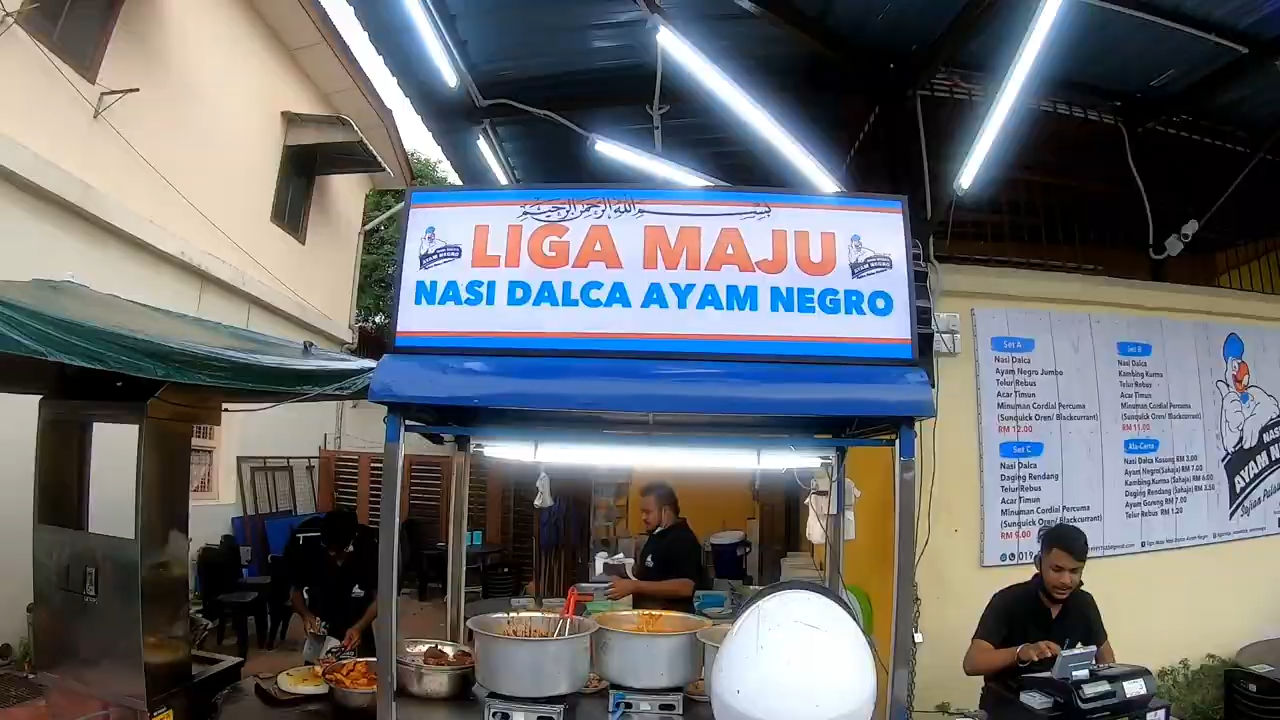 بسم الله الرحمن الرحيم
LIGA MAJU
AYAM NEGRO
AYAM NEGRO
NASI DALCA AYAM NEGRO
Set A
Nasi Dalca
Ayam Negro Jumbo
Telur Rebus
Acar Timun
Minuman Cordial Percuma
(Sunquick Oren/ Blackcurrant)
RM 12.00
Set B
Nasi Dalca
Kambing Kurma
Telur Rebus
Acar Timun
Minuman Cordial Percuma
(Sunquick Oren/ Blackcurrant)
RM 11.00
Set C
Nasi Dalca
Daging Rendang
Telur Rebus
Acar Timun
Minuman Cordial Percuma
(Sunquick Oren/ Blackcurrant)
RM 9.00
Ala-Carte
Nasi Dalca Kosong RM 3.00
Ayam Negro(Sahaja) RM 7.00
Kambing Kurma (Sahaja) RM 6.00
Daging Rendang (Sahaja) RM 3.50
Ayam Goreng RM 7.00
Telur Rebus RM 1.20
019
NASI
AYAM N
Sajian